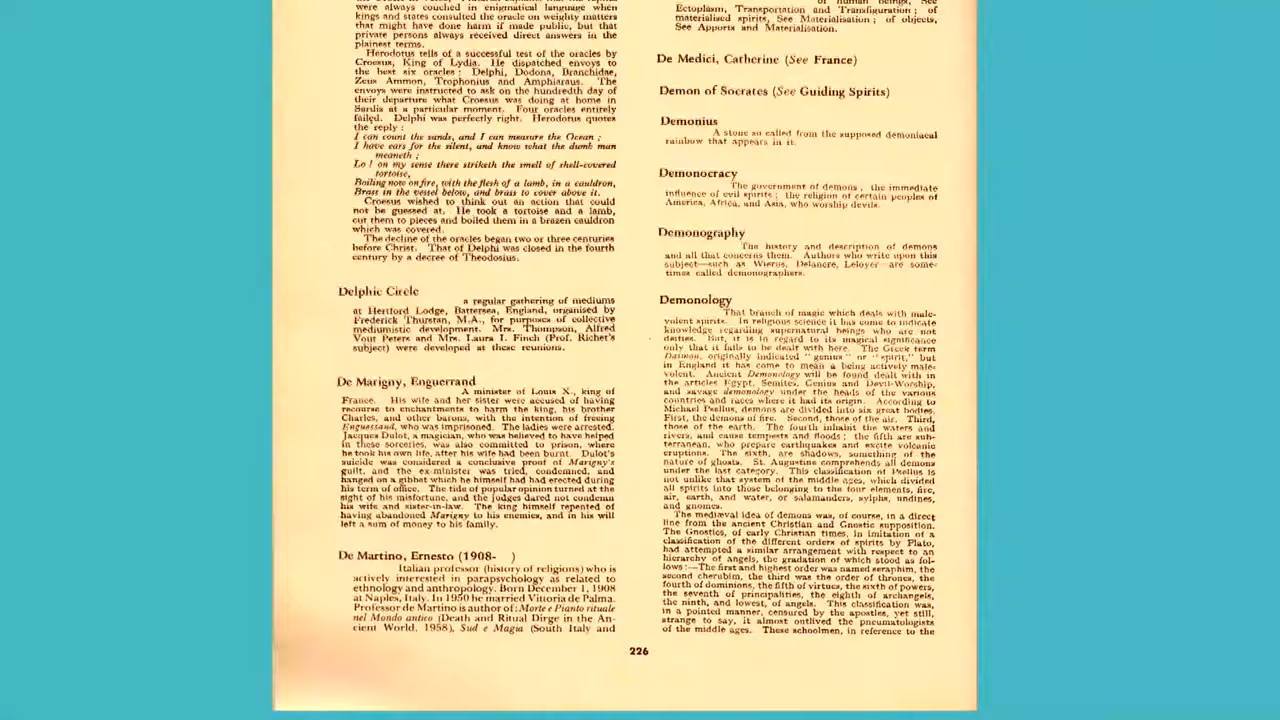 were always couched in enigmatical language when
kings and states consulted the oracle on weighty matters
that might have done harm if made public, but that
private persons always received direct answers in the
plainest terms.
Herodotus tells of a successful test of the oracles by
Croesus, King of Lydia. He dispatched envoys to
the best six oracles: Delphi, Dodona, Branchidae,
Zeus Ammon, Trophonius and Amphiaraus. The
envoys were instructed to ask on the hundredth day of
their departure what Croesus was doing at home in
Sardis at a particular moment. Four oracles entirely
failed. Delphi was perfectly right. Herodotus quotes
the reply:
I can count the sands, and I can measure the Ocean;
I have ears for the silent, and know what the dumb man
meaneth;
Lo! on my sense there striketh the smell of shell-covered
tortoise,
Boiling now on fire, with the flesh of a lamb, in a cauldron,
Brass in the vessel below, and brass to cover above it.
Croesus wished to think out an action that could
not be guessed at. He took a tortoise and a lamb,
cut them to pieces and boiled them in a brazen cauldron
which was covered.
The decline of the oracles began two or three centuries
before Christ. That of Delphi was closed in the fourth
century by a decree of Theodosius.
Delphic Circle
a regular gathering of mediums
at Hertford Lodge, Battersea, England, organised by
Frederick Thurstan, M.A., for purposes of collective
mediumistic development. Mrs. Thompson, Alfred
Vout Peters and Mrs. Laura I. Finch (Prof. Richet's
subject) were developed at these reunions.
De Marigny, Enguerrand
A minister of Louis X., king of
France. His wife and her sister were accused of having
recourse to enchantments to harm the king, his brother
Charles, and other barons, with the intention of freeing
Enguessand, who was imprisoned. The ladies were arrested.
Jacques Dulot, a magician, who was believed to have helped
in these sorceries, was also committed to prison, where
he took his own life, after his wife had been burnt. Dulot's
suicide was considered a conclusive proof of Marigny's
guilt, and the ex-minister was tried, condemned, and
hanged on a gibbet which he himself had had erected during
his term of office. The tide of popular opinion turned at the
sight of his misfortune, and the judges dared not condemn
his wife and sister-in-law. The king himself repented of
having abandoned Marigny to his enemies, and in his will
left a sum of money to his family.
De Martino, Ernesto (1908- )
Italian professor (history of religions) who is
actively interested in parapsychology as related to
ethnology and anthropology. Born December 1, 1908
at Naples, Italy. In 1950 he married Vittoria de Palma.
Professor de Martino is author of: Morte e Pianto rituale
nel Mondo antico (Death and Ritual Dirge in the An-
cient World, 1958), Sud e Magia (South Italy and
of human beings, See
Ectoplasm, Transportation and Transfiguration; of
materialised spirits, See Materialisation; of objects,
See Apports and Materialisation.
De Medici, Catherine (See France)
Demon of Socrates (See Guiding Spirits)
Demonius
A stone so called from the supposed demoniacal
rainbow that appears in it.
Demonocracy
The government of demons; the immediate
influence of evil spirits; the religion of certain peoples of
America, Africa, and Asia, who worship devils.
Demonography
The history and description of demons
and all that concerns them. Authors who write upon this
subject—such as Wierus, Delancre, Leloyer—are some-
times called demonographers.
Demonology
That branch of magic which deals with male-
volent spirits. In religious science it has come to indicate
knowledge regarding supernatural beings who are not
deities. But, it is in regard to its magical significance
only that it falls to be dealt with here. The Greek term
Daimon, originally indicated "genius" or "spirit," but
in England it has come to mean a being actively male-
volent. Ancient Demonology will be found dealt with in
the articles Egypt, Semites, Genius and Devil-Worship,
and savage demonology under the heads of the various
countries and races where it had its origin. According to
Michael Psellus, demons are divided into six great bodies.
First, the demons of fire. Second, those of the air. Third,
those of the earth. The fourth inhabit the waters and
rivers, and cause tempests and floods; the fifth are sub-
terranean, who prepare earthquakes and excite volcanic
eruptions. The sixth, are shadows, something of the
nature of ghosts. St. Augustine comprehends all demons
under the last category. This classification of Psellus is
not unlike that system of the middle ages, which divided
all spirits into those belonging to the four elements, fire,
air, earth, and water, or salamanders, sylphs, undines,
and gnomes.
The mediæval idea of demons was, of course, in a direct
line from the ancient Christian and Gnostic supposition.
The Gnostics, of early Christian times, in imitation of a
classification of the different orders of spirits by Plato,
had attempted a similar arrangement with respect to an
hierarchy of angels, the gradation of which stood as fol-
lows:—The first and highest order was named seraphim, the
second cherubim, the third was the order of thrones, the
fourth of dominions, the fifth of virtues, the sixth of powers,
the seventh of principalities, the eighth of archangels,
the ninth, and lowest, of angels. This classification was,
in a pointed manner, censured by the apostles, yet still,
strange to say, it almost outlived the pneumatologists
of the middle ages. These schoolmen, in reference to the
226